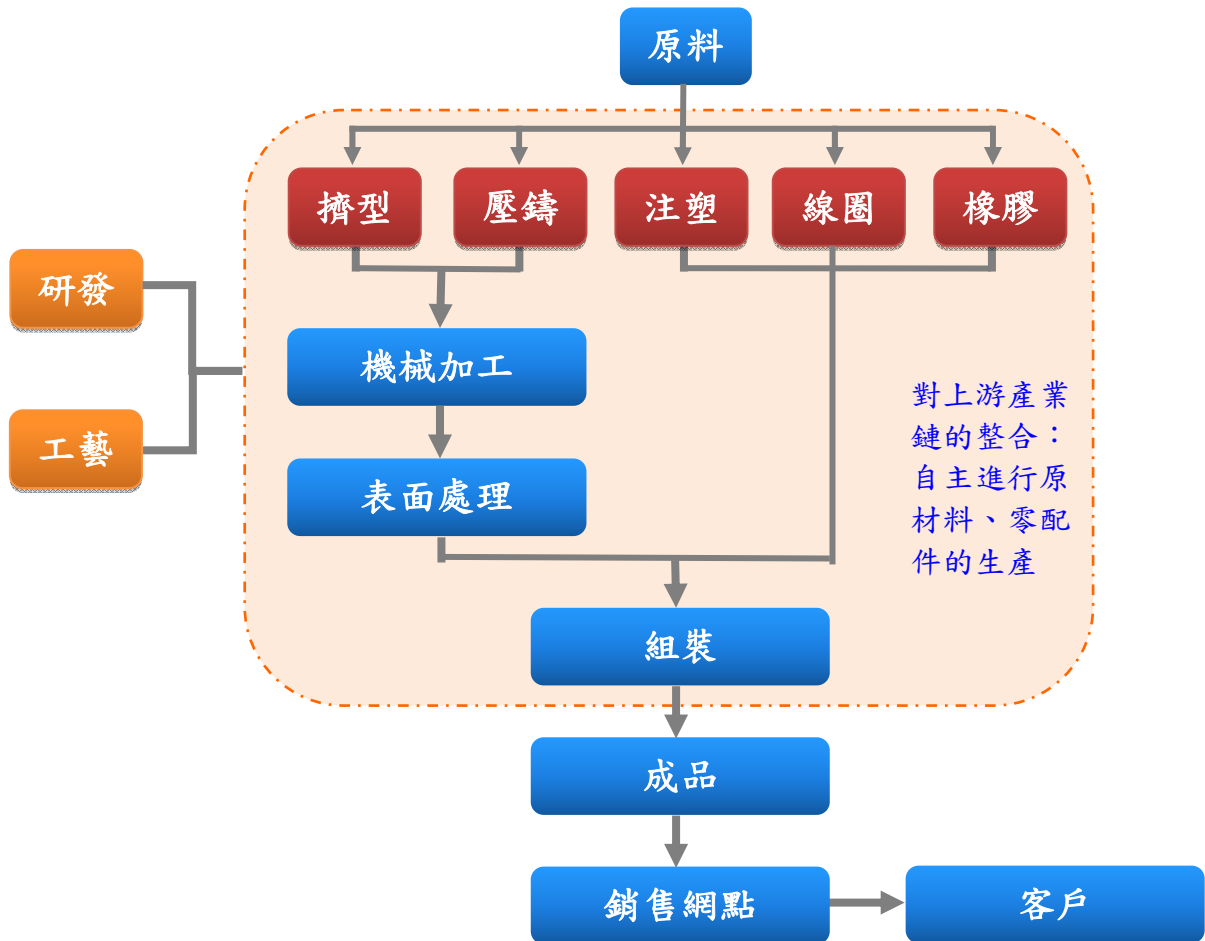 原料
擠型
壓鑄
注塑
線圈
橡膠
研發
工藝
機械加工
表面處理
對上游產業
鏈的整合：
自主進行原
材料、零配
件的生產
組裝
成品
銷售網點
客戶